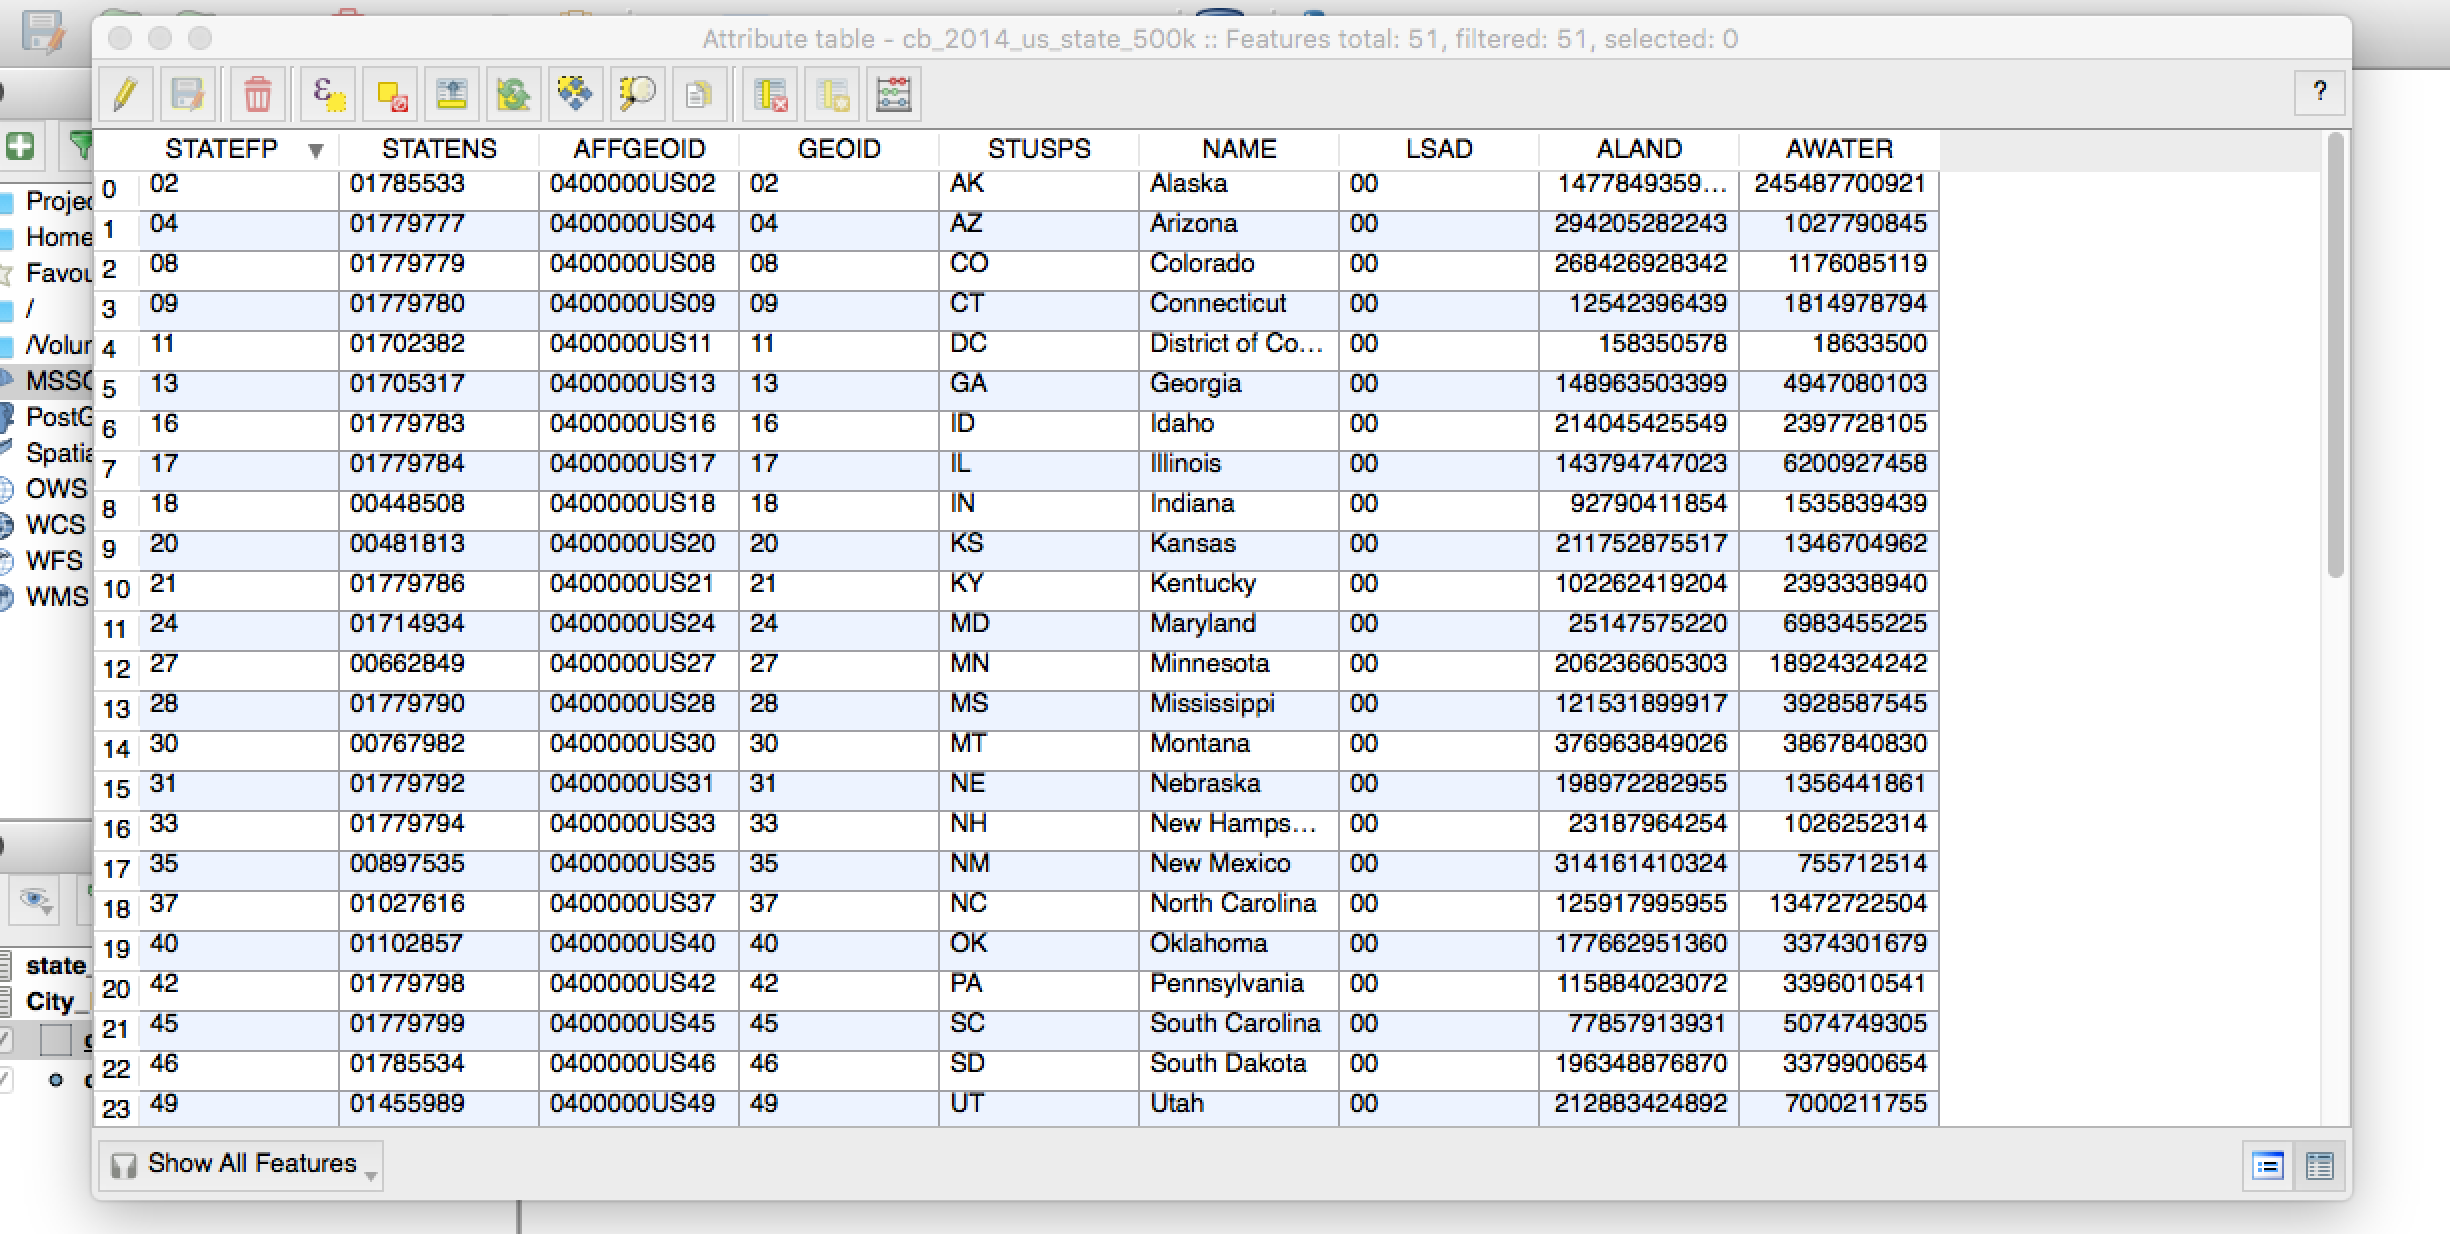 Attribute table - cb_2014_us_state_500k :: Features total: 51, filtered: 51, selected: 0
ε
?
STATEFP STATENS AFFGEOID GEOID STUSPS NAME LSAD ALAND AWATER
0 02 01785533 0400000US02 02 AK Alaska 00 1477849359... 245487700921
1 04 01779777 0400000US04 04 AZ Arizona 00 294205282243 1027790845
2 08 01779779 0400000US08 08 CO Colorado 00 268426928342 1176085119
3 09 01779780 0400000US09 09 CT Connecticut 00 12542396439 1814978794
4 11 01702382 0400000US11 11 DC District of Co... 00 158350578 18633500
5 13 01705317 0400000US13 13 GA Georgia 00 148963503399 4947080103
6 16 01779783 0400000US16 16 ID Idaho 00 214045425549 2397728105
7 17 01779784 0400000US17 17 IL Illinois 00 143794747023 6200927458
8 18 00448508 0400000US18 18 IN Indiana 00 92790411854 1535839439
9 20 00481813 0400000US20 20 KS Kansas 00 211752875517 1346704962
10 21 01779786 0400000US21 21 KY Kentucky 00 102262419204 2393338940
11 24 01714934 0400000US24 24 MD Maryland 00 25147575220 6983455225
12 27 00662849 0400000US27 27 MN Minnesota 00 206236605303 18924324242
13 28 01779790 0400000US28 28 MS Mississippi 00 121531899917 3928587545
14 30 00767982 0400000US30 30 MT Montana 00 376963849026 3867840830
15 31 01779792 0400000US31 31 NE Nebraska 00 198972282955 1356441861
16 33 01779794 0400000US33 33 NH New Hamps... 00 23187964254 1026252314
17 35 00897535 0400000US35 35 NM New Mexico 00 314161410324 755712514
18 37 01027616 0400000US37 37 NC North Carolina 00 125917995955 13472722504
19 40 01102857 0400000US40 40 OK Oklahoma 00 177662951360 3374301679
20 42 01779798 0400000US42 42 PA Pennsylvania 00 115884023072 3396010541
21 45 01779799 0400000US45 45 SC South Carolina 00 77857913931 5074749305
22 46 01785534 0400000US46 46 SD South Dakota 00 196348876870 3379900654
23 49 01455989 0400000US49 49 UT Utah 00 212883424892 7000211755
Show All Features
Projec
Home
Favou
/
/Volur
MSS
PostG
Spatia
OWS
WCS
WFS
WMS
state_
City_